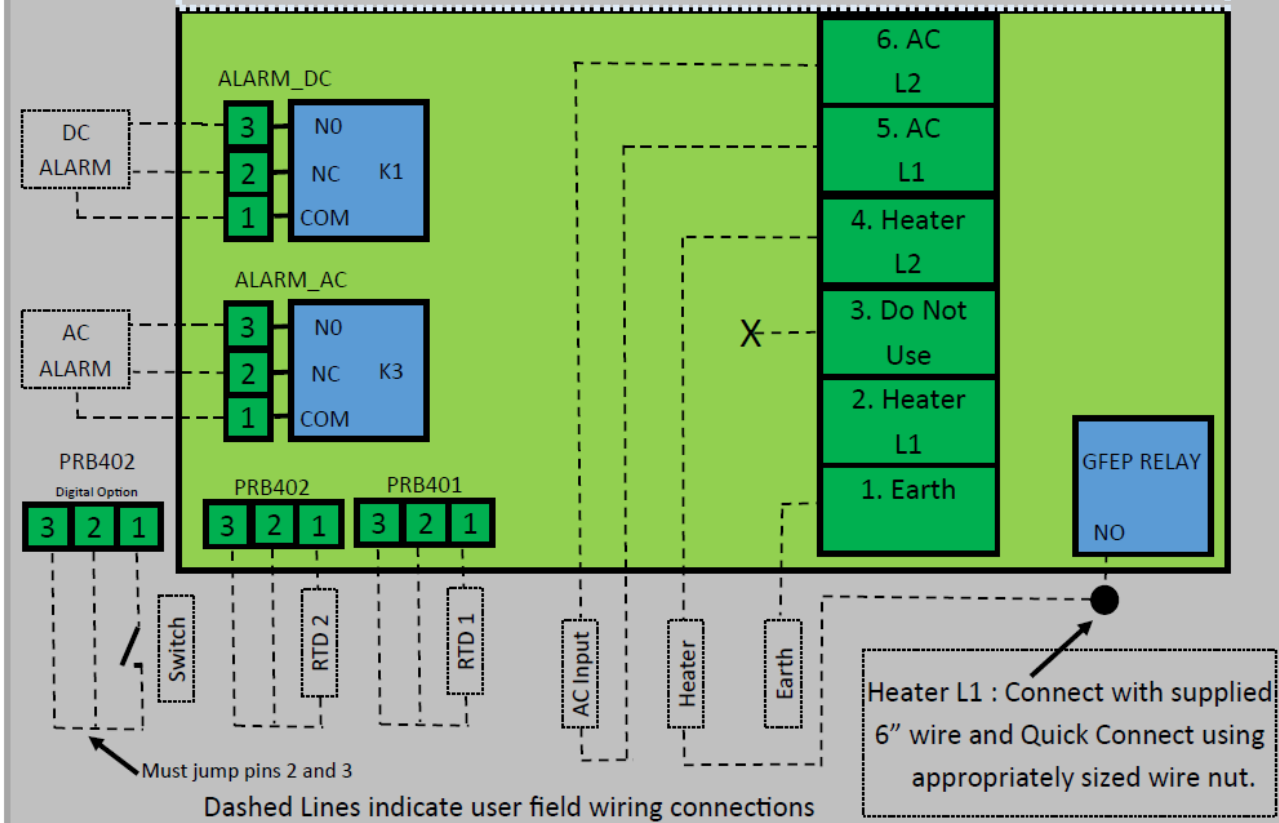 ALARM_DC
3
N0
2
NC
K1
1
COM
DC
ALARM
ALARM_AC
3
N0
2
NC
K3
1
COM
AC
ALARM
PRB402
Digital Option
3 2 1
PRB402
3 2 1
PRB401
3 2 1
6. AC
L2
5. AC
L1
4. Heater
L2
3. Do Not
Use
X
2. Heater
L1
1. Earth
GFEP RELAY
NO
Switch
RTD 2
RTD 1
AC Input
Heater
Earth
Heater L1 : Connect with supplied
6” wire and Quick Connect using
appropriately sized wire nut.
Must jump pins 2 and 3
Dashed Lines indicate user field wiring connections